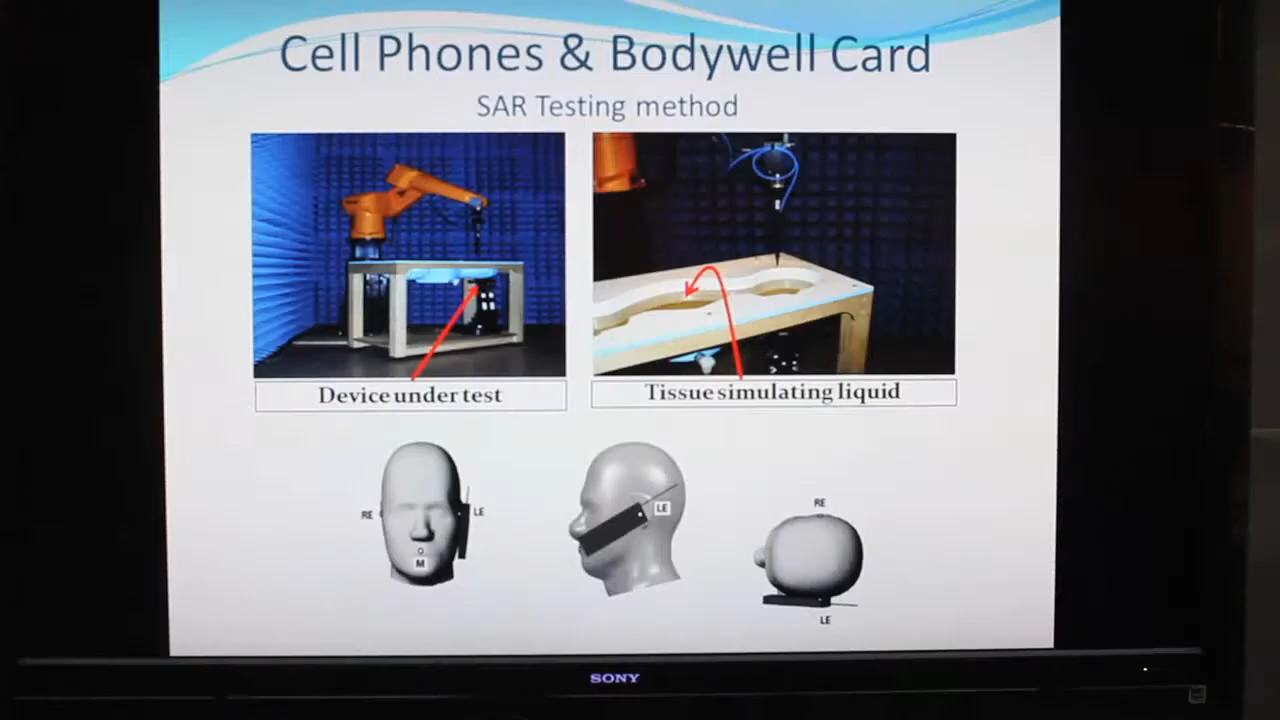 Cell Phones & Bodywell Card
SAR Testing method
Device under test
Tissue simulating liquid
RE
LE
M
LE
RE
LE
SONY